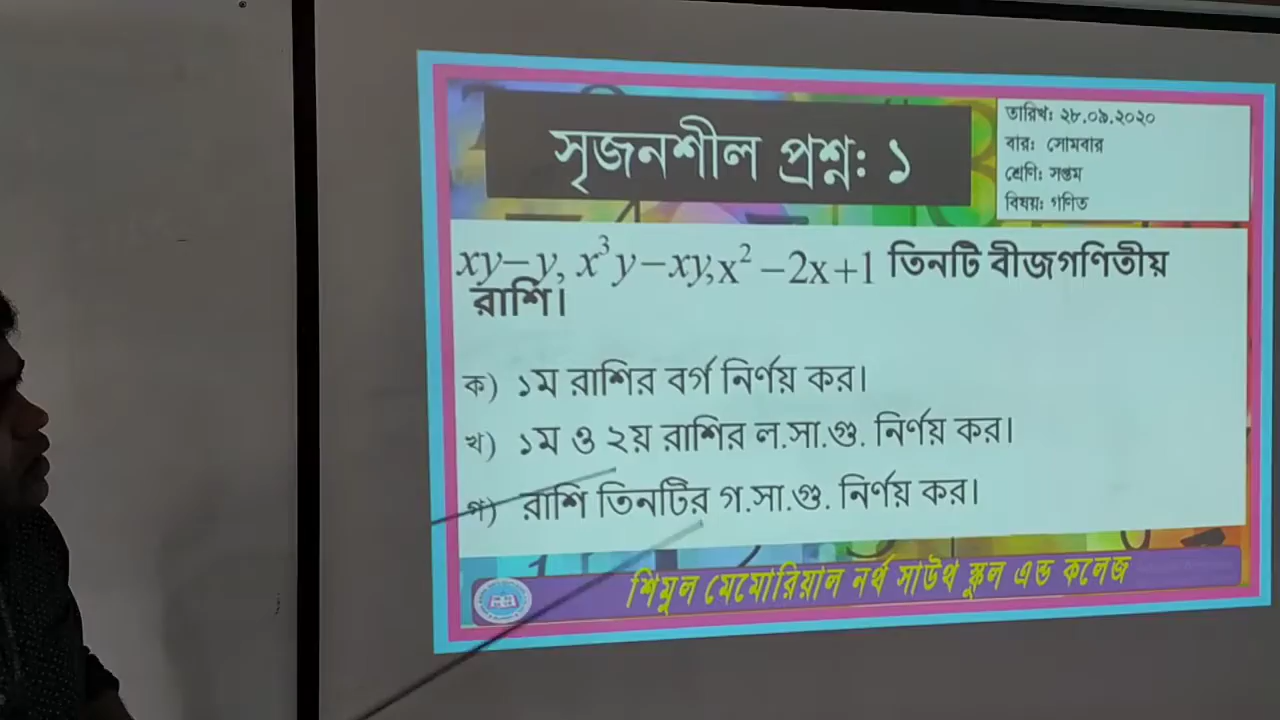 সৃজনশীল প্রশ্ন: ১
তারিখ: ২৮.০৯.২০২০
বার: সোমবার
শ্রেণি: সপ্তম
বিষয়: গণিত
xy−y, x³y−xy,x²−2x+1 তিনটি বীজগণিতীয়
রাশি।
ক) ১ম রাশির বর্গ নির্ণয় কর।
খ) ১ম ও ২য় রাশির ল.সা.গু. নির্ণয় কর।
গ) রাশি তিনটির গ.সা.গু. নির্ণয় কর।
শিমুল মেমোরিয়াল নর্থ সাউথ স্কুল এন্ড কলেজ